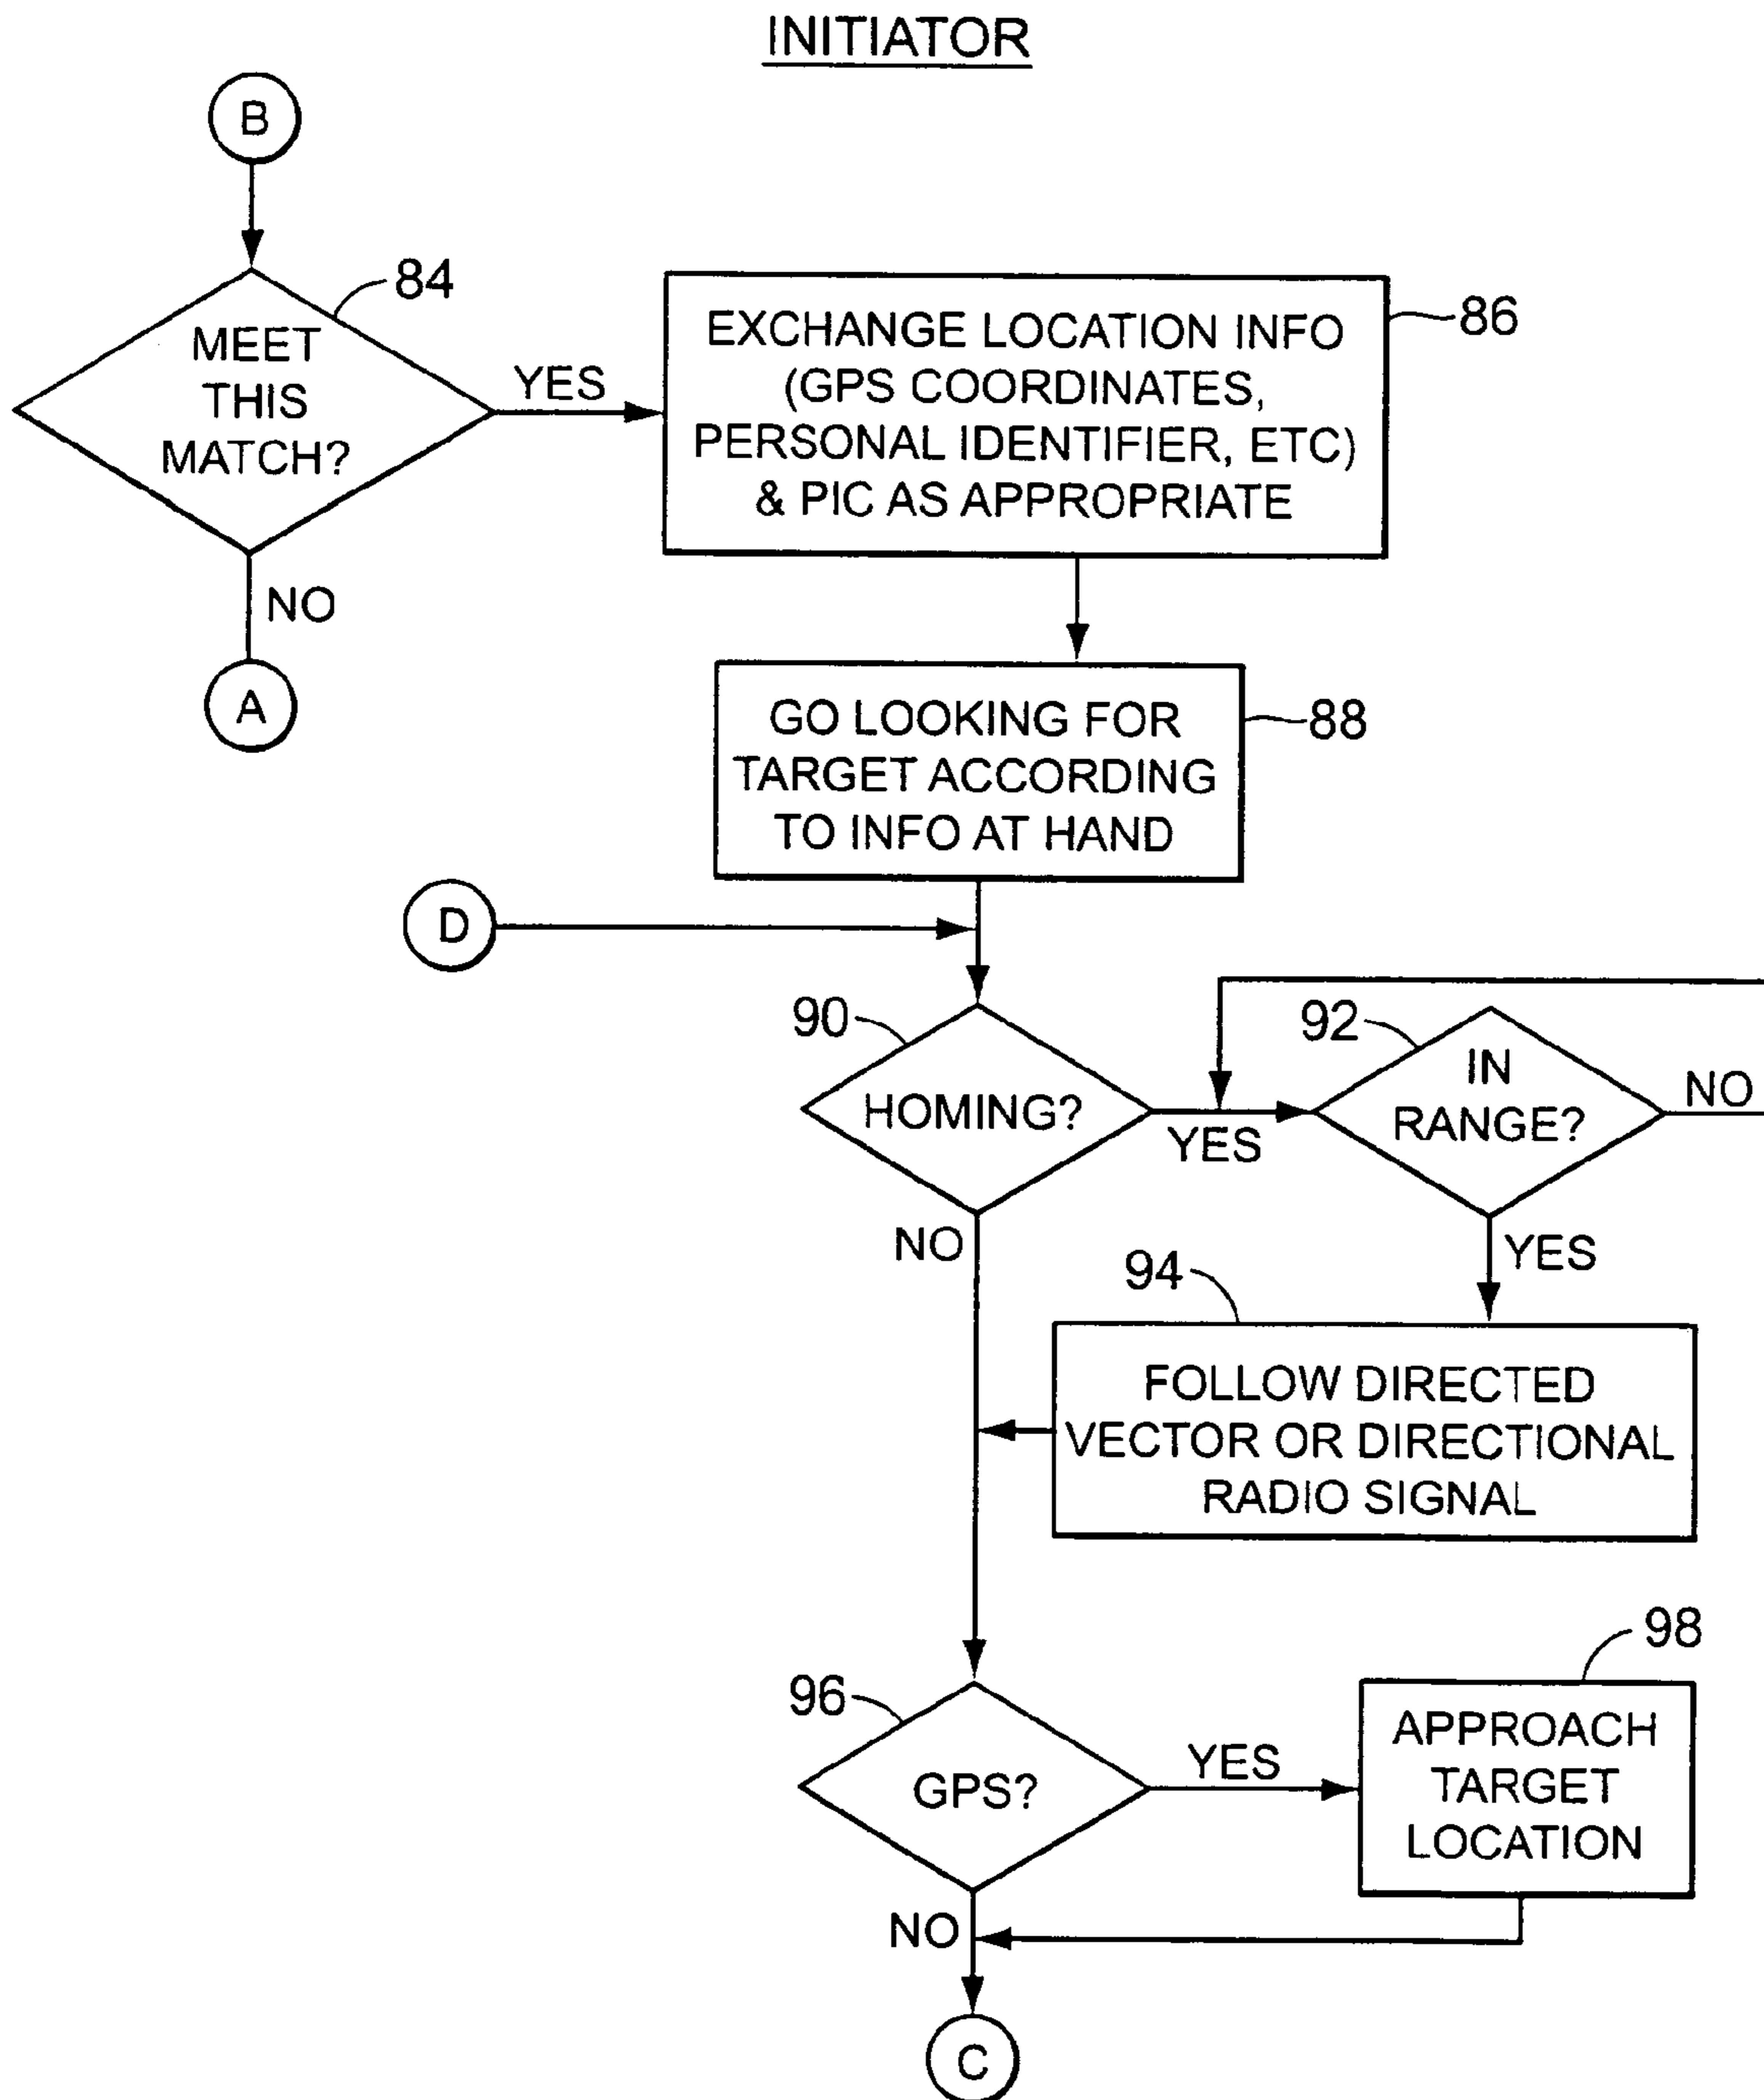 INITIATOR
B
84
MEET
THIS
MATCH?
YES
NO
A
EXCHANGE LOCATION INFO
(GPS COORDINATES,
PERSONAL IDENTIFIER, ETC)
& PIC AS APPROPRIATE
86
GO LOOKING FOR
TARGET ACCORDING
TO INFO AT HAND
88
D
90
HOMING?
YES
NO
92
IN
RANGE?
NO
YES
94
FOLLOW DIRECTED
VECTOR OR DIRECTIONAL
RADIO SIGNAL
96
GPS?
YES
NO
98
APPROACH
TARGET
LOCATION
C